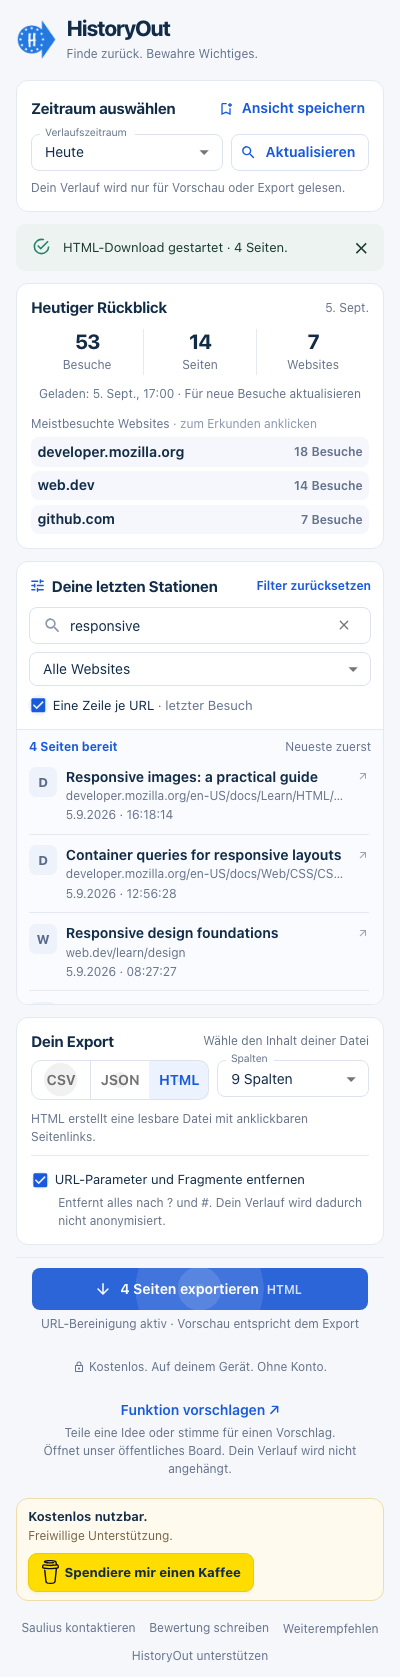 HistoryOut
Finde zurück. Bewahre Wichtiges.
Zeitraum auswählen
Ansicht speichern
Verlaufszeitraum
Heute
Aktualisieren
Dein Verlauf wird nur für Vorschau oder Export gelesen.
HTML-Download gestartet · 4 Seiten.
Heutiger Rückblick
5. Sept.
53
14
7
Besuche
Seiten
Websites
Geladen: 5. Sept., 17:00 · Für neue Besuche aktualisieren
Meistbesuchte Websites · zum Erkunden anklicken
developer.mozilla.org
18 Besuche
web.dev
14 Besuche
github.com
7 Besuche
Deine letzten Stationen
Filter zurücksetzen
responsive
Alle Websites
Eine Zeile je URL · letzter Besuch
4 Seiten bereit
Neueste zuerst
D
Responsive images: a practical guide
developer.mozilla.org/en-US/docs/Learn/HTML/...
5.9.2026 · 16:18:14
D
Container queries for responsive layouts
developer.mozilla.org/en-US/docs/Web/CSS/CS...
5.9.2026 · 12:56:28
W
Responsive design foundations
web.dev/learn/design
5.9.2026 · 08:27:27
Dein Export
Wähle den Inhalt deiner Datei
CSV
JSON
HTML
Spalten
9 Spalten
HTML erstellt eine lesbare Datei mit anklickbaren
Seitenlinks.
URL-Parameter und Fragmente entfernen
Entfernt alles nach ? und #. Dein Verlauf wird dadurch
nicht anonymisiert.
4 Seiten exportieren HTML
URL-Bereinigung aktiv · Vorschau entspricht dem Export
Kostenlos. Auf deinem Gerät. Ohne Konto.
Funktion vorschlagen ↗
Teile eine Idee oder stimme für einen Vorschlag.
Öffnet unser öffentliches Board. Dein Verlauf wird nicht
angehängt.
Kostenlos nutzbar.
Freiwillige Unterstützung.
Spendiere mir einen Kaffee
Saulius kontaktieren
Bewertung schreiben
Weiterempfehlen
HistoryOut unterstützen